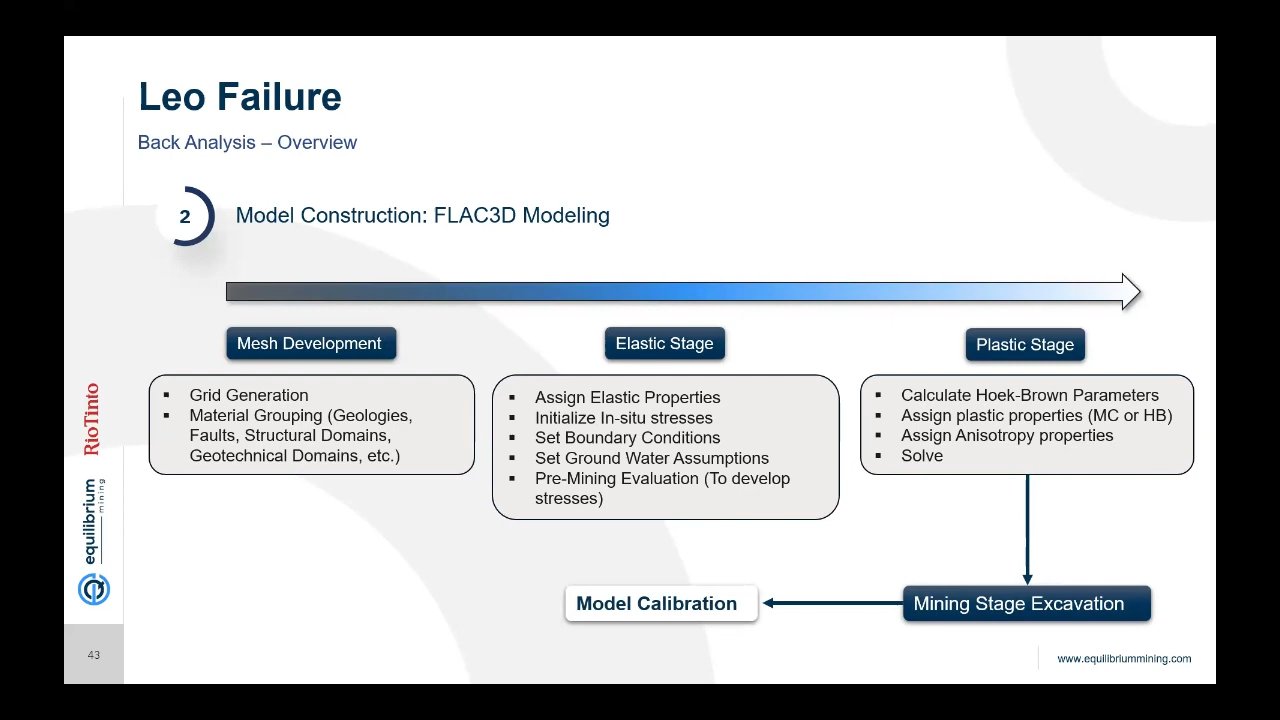 Leo Failure
Back Analysis – Overview
2
Model Construction: FLAC3D Modeling
Mesh Development
Elastic Stage
Plastic Stage
▪ Grid Generation
▪ Material Grouping (Geologies,
Faults, Structural Domains,
Geotechnical Domains, etc.)
▪ Assign Elastic Properties
▪ Initialize In-situ stresses
▪ Set Boundary Conditions
▪ Set Ground Water Assumptions
▪ Pre-Mining Evaluation (To develop
stresses)
▪ Calculate Hoek-Brown Parameters
▪ Assign plastic properties (MC or HB)
▪ Assign Anisotropy properties
▪ Solve
Model Calibration
Mining Stage Excavation
RioTinto
equilibrium
mining
43
www.equilibriummining.com